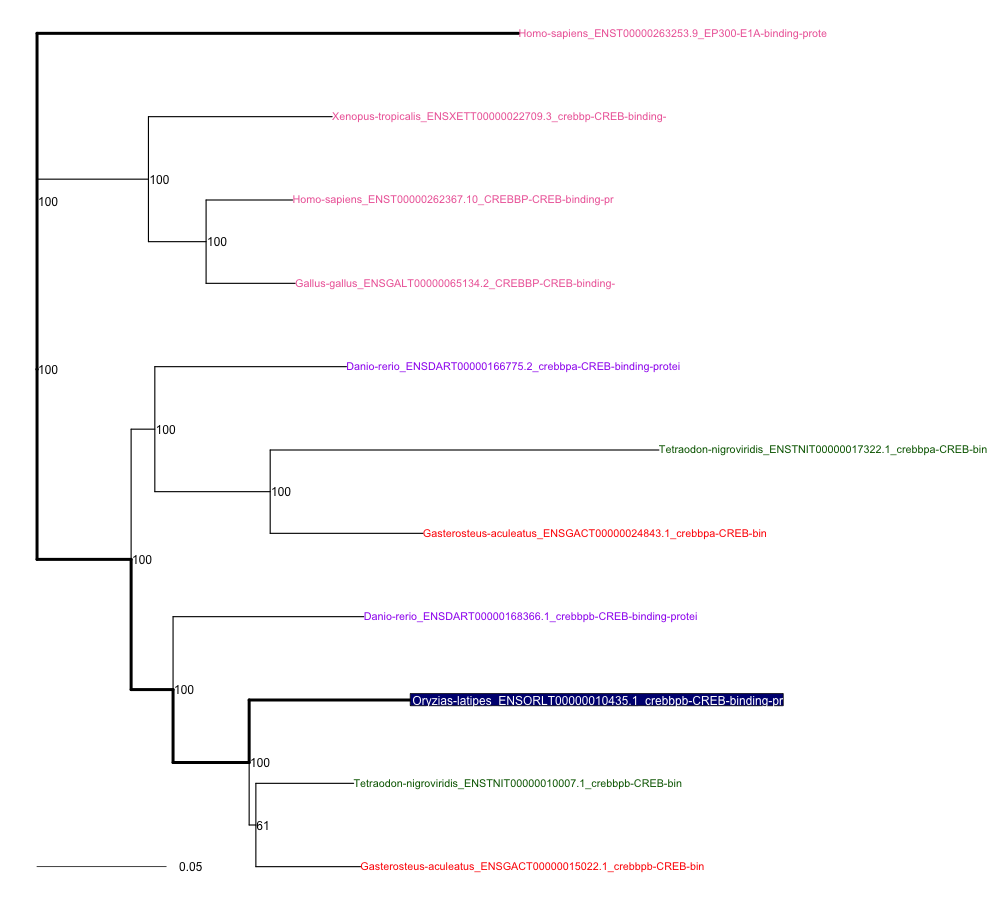 Homo-sapiens_ENST00000263253.9_EP300-E1A-binding-prote
Xenopus-tropicalis_ENSXETT00000022709.3_crebbp-CREB-binding-
100
Homo-sapiens_ENST00000262367.10_CREBBP-CREB-binding-pr
100
100
Gallus-gallus_ENSGALT00000065134.2_CREBBP-CREB-binding-
Danio-rerio_ENSDART00000166775.2_crebbpa-CREB-binding-protei
100
100
Tetraodon-nigroviridis_ENSTNIT00000017322.1_crebbpa-CREB-bin
100
Gasterosteus-aculeatus_ENSGACT00000024843.1_crebbpa-CREB-bin
100
Danio-rerio_ENSDART00000168366.1_crebbpb-CREB-binding-protei
100
Oryzias-latipes_ENSORLT00000010435.1_crebbpb-CREB-binding-pr
100
Tetraodon-nigroviridis_ENSTNIT00000010007.1_crebbpb-CREB-bin
61
Gasterosteus-aculeatus_ENSGACT00000015022.1_crebbpb-CREB-bin
0.05